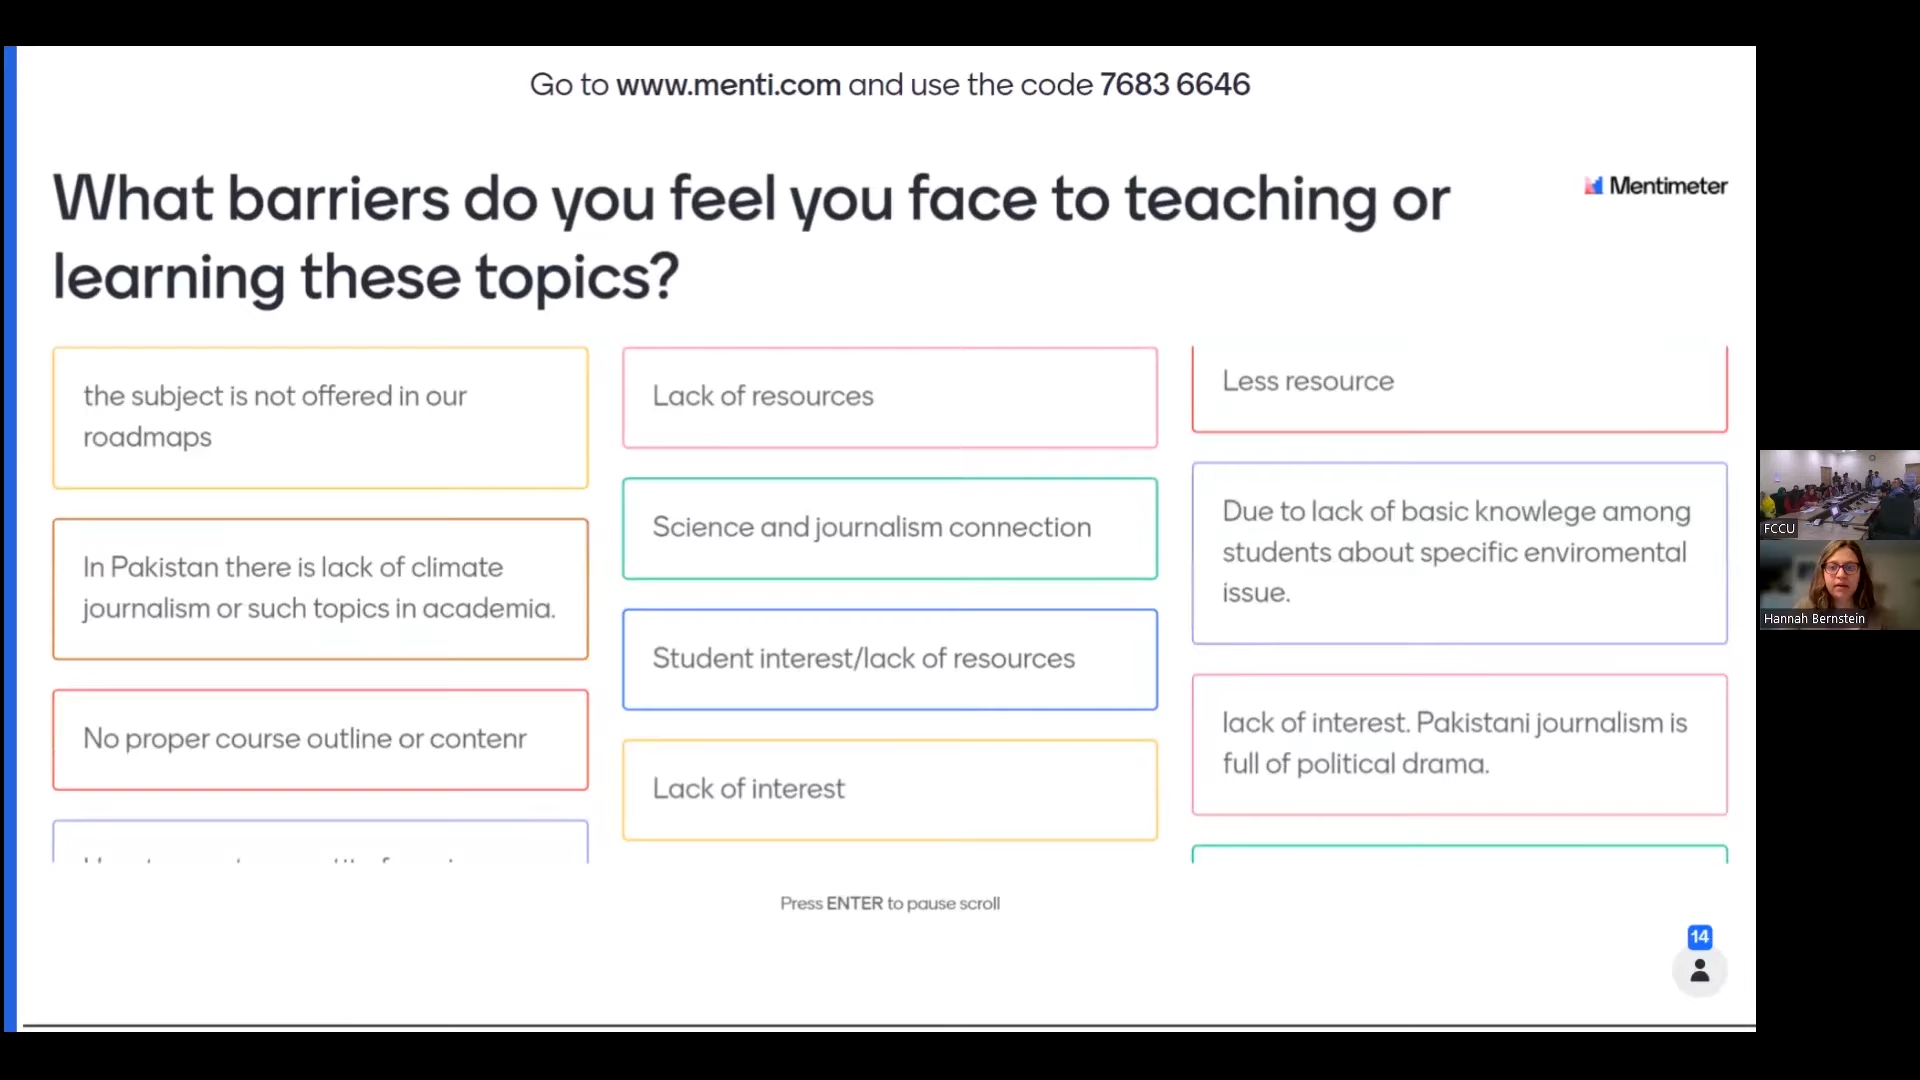 Go to www.menti.com and use the code 7683 6646
What barriers do you feel you face to teaching or
learning these topics?
Mentimeter
the subject is not offered in our
roadmaps
In Pakistan there is lack of climate
journalism or such topics in academia.
No proper course outline or contenr
Lack of resources
Science and journalism connection
Student interest/lack of resources
Lack of interest
Less resource
Due to lack of basic knowlege among
students about specific enviromental
issue.
lack of interest. Pakistani journalism is
full of political drama.
Press ENTER to pause scroll
14
FCCU
Hannah Bernstein